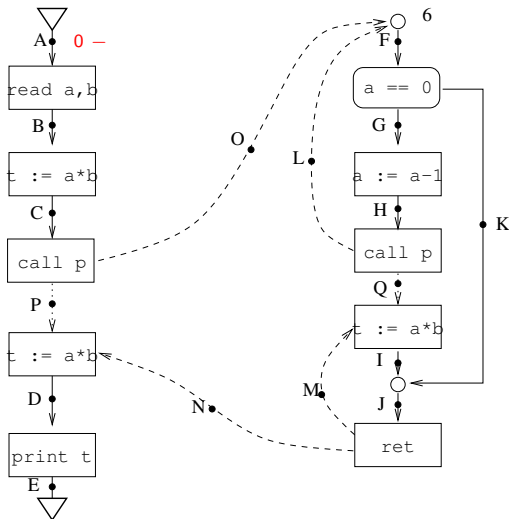 A
0 –
read a,b
B
t := a*b
C
call p
P
t := a*b
D
print t
E
O
L
N
M
6
F
a == 0
G
a := a-1
H
call p
K
Q
t := a*b
I
J
ret